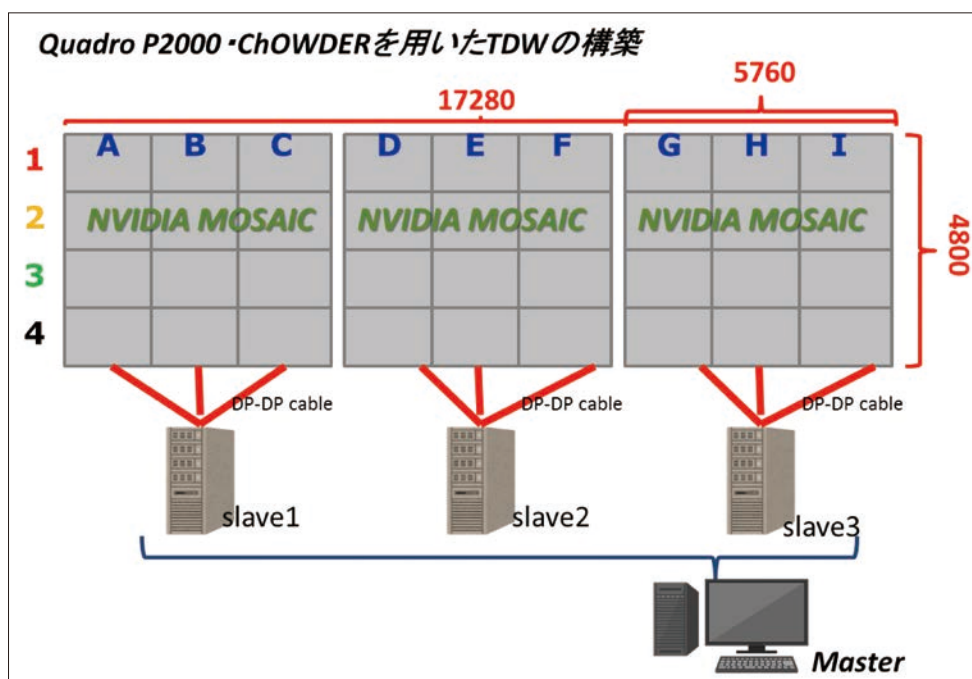 Quadro P2000・ChOWDERを用いたTDWの構築
5760
17280
A B C D E F G H I
1
2
3
4
NVIDIA MOSAIC NVIDIA MOSAIC NVIDIA MOSAIC
4800
DP-DP cable DP-DP cable DP-DP cable
slave1 slave2 slave3
Master